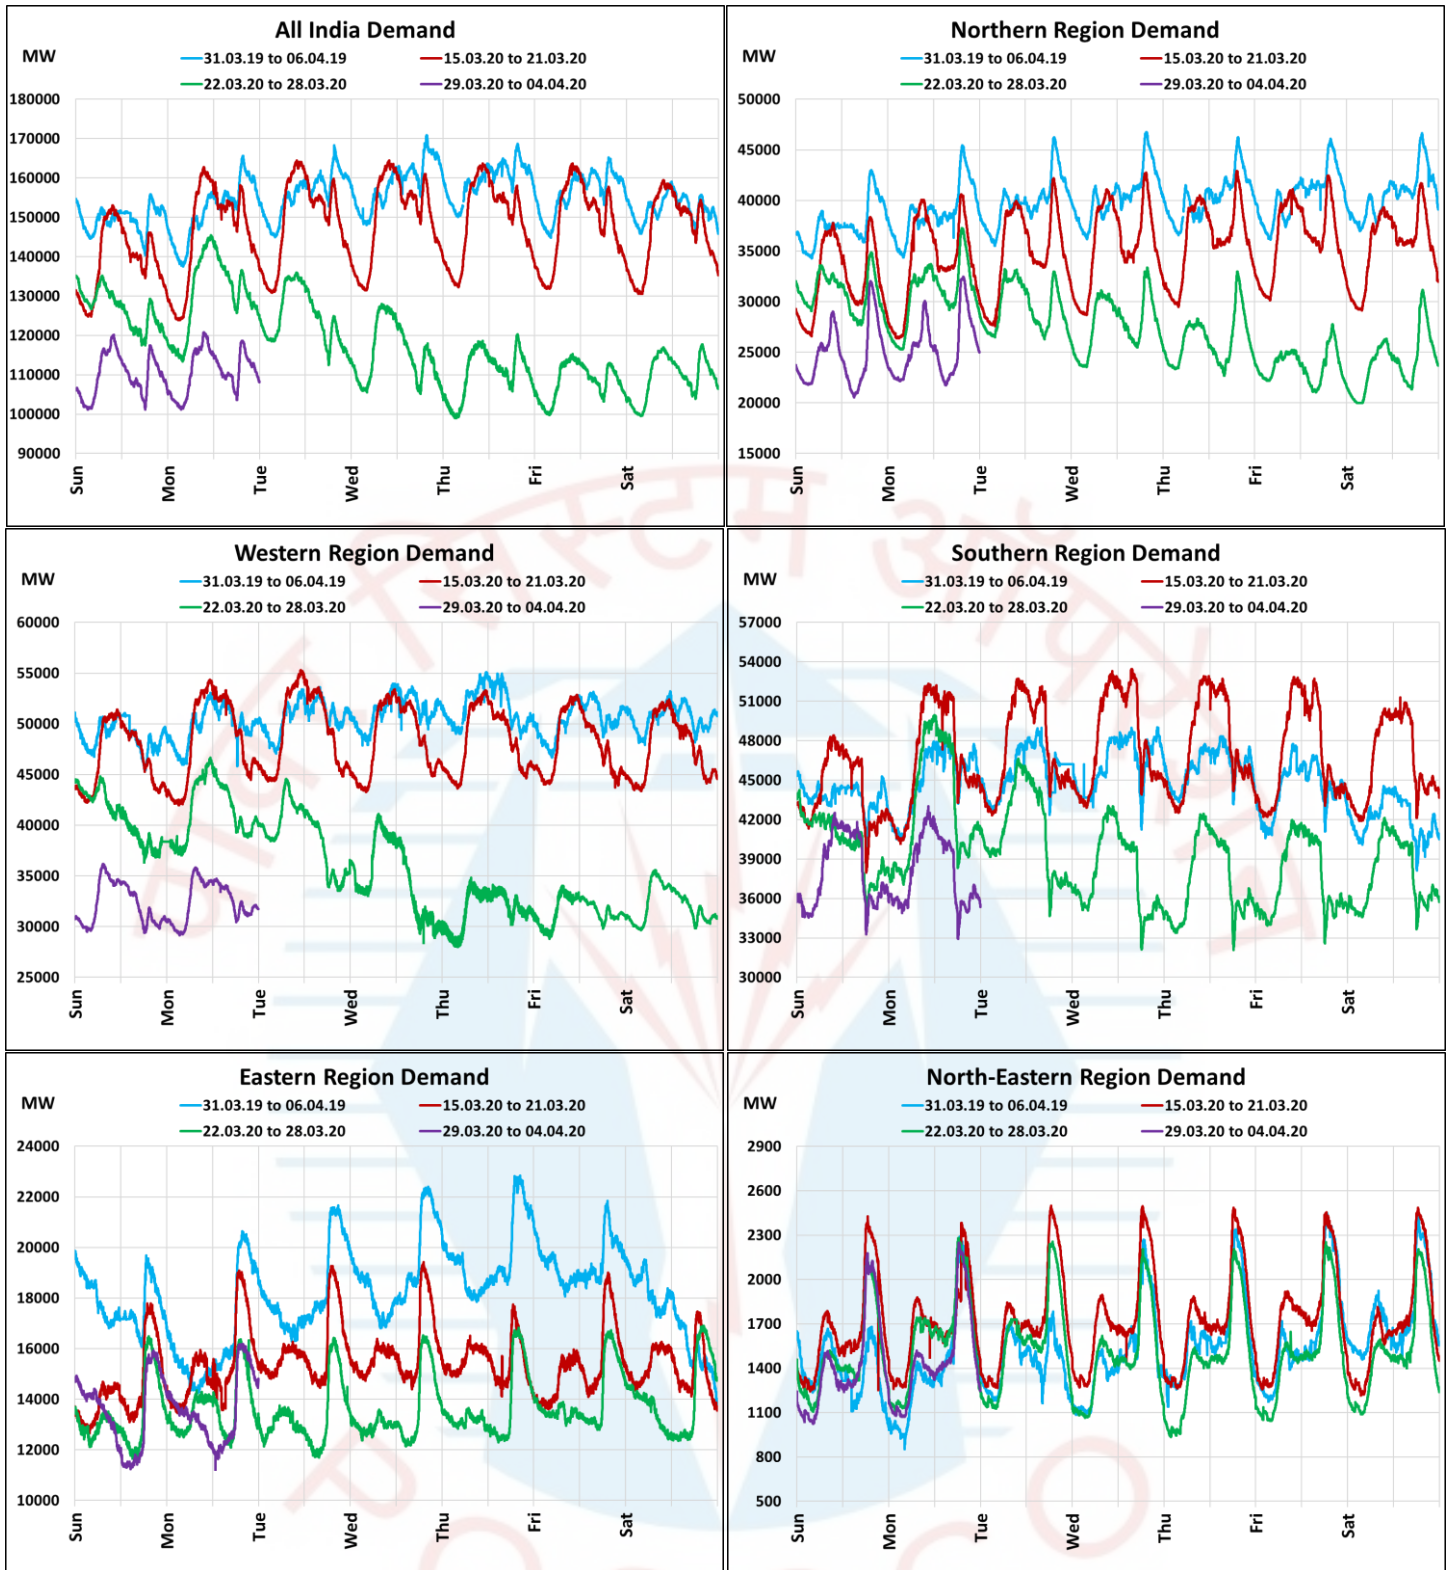 All India Demand
MW
31.03.19 to 06.04.19
15.03.20 to 21.03.20
22.03.20 to 28.03.20
29.03.20 to 04.04.20
180000
170000
160000
150000
140000
130000
120000
110000
100000
90000
Sun
Mon
Tue
Wed
Thu
Fri
Sat
Northern Region Demand
MW
31.03.19 to 06.04.19
15.03.20 to 21.03.20
22.03.20 to 28.03.20
29.03.20 to 04.04.20
50000
45000
40000
35000
30000
25000
20000
15000
Sun
Mon
Tue
Wed
Thu
Fri
Sat
Western Region Demand
MW
31.03.19 to 06.04.19
15.03.20 to 21.03.20
22.03.20 to 28.03.20
29.03.20 to 04.04.20
60000
55000
50000
45000
40000
35000
30000
25000
Sun
Mon
Tue
Wed
Thu
Fri
Sat
Southern Region Demand
MW
31.03.19 to 06.04.19
15.03.20 to 21.03.20
22.03.20 to 28.03.20
29.03.20 to 04.04.20
57000
54000
51000
48000
45000
42000
39000
36000
33000
30000
Sun
Mon
Tue
Wed
Thu
Fri
Sat
Eastern Region Demand
MW
31.03.19 to 06.04.19
15.03.20 to 21.03.20
22.03.20 to 28.03.20
29.03.20 to 04.04.20
24000
22000
20000
18000
16000
14000
12000
10000
Sun
Mon
Tue
Wed
Thu
Fri
Sat
North-Eastern Region Demand
MW
31.03.19 to 06.04.19
15.03.20 to 21.03.20
22.03.20 to 28.03.20
29.03.20 to 04.04.20
2900
2600
2300
2000
1700
1400
1100
800
500
Sun
Mon
Tue
Wed
Thu
Fri
Sat